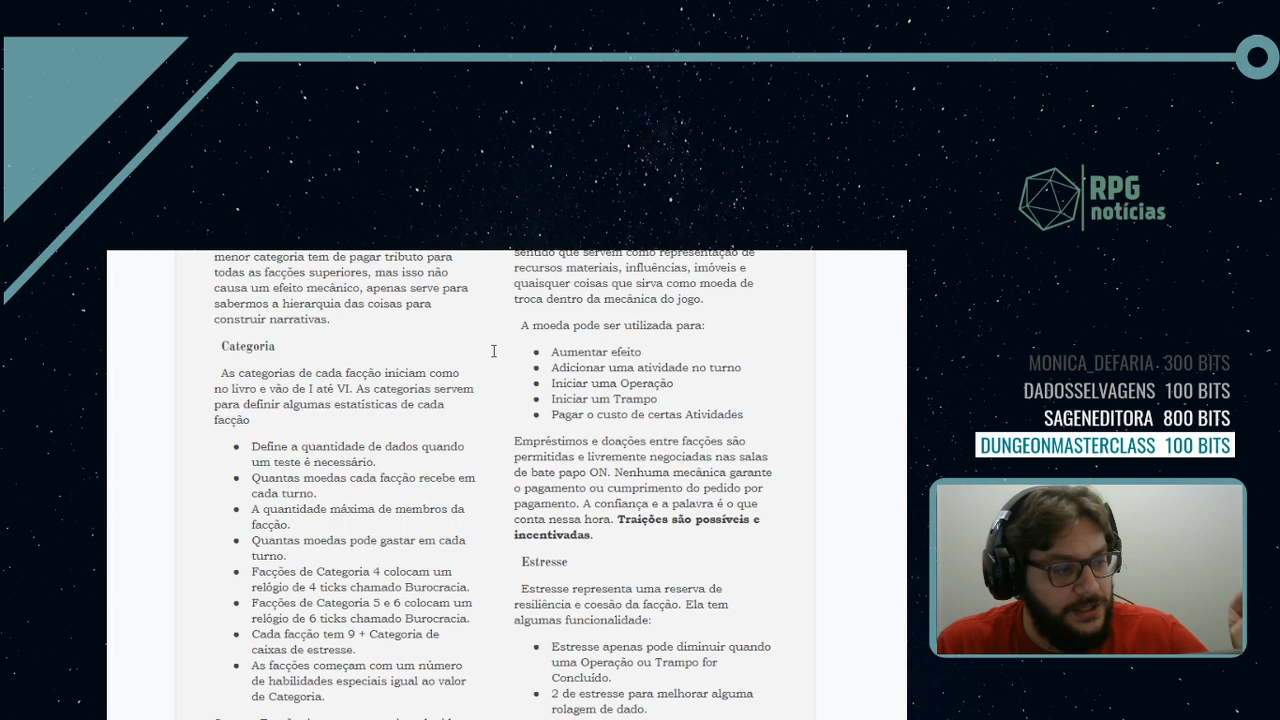 menor categoria tem de pagar tributo para
todas as facções superiores, mas isso não
causa um efeito mecânico, apenas serve para
sabermos a hierarquia das coisas para
construir narrativas.
Categoria
As categorias de cada facção iniciam como
no livro e vão de I até VI. As categorias servem
para definir algumas estatísticas de cada
facção
● Define a quantidade de dados quando
um teste é necessário.
● Quantas moedas cada facção recebe em
cada turno.
● A quantidade máxima de membros da
facção.
● Quantas moedas pode gastar em cada
turno.
● Facções de Categoria 4 colocam um
relógio de 4 ticks chamado Burocracia.
● Facções de Categoria 5 e 6 colocam um
relógio de 6 ticks chamado Burocracia.
● Cada facção tem 9 + Categoria de
caixas de estresse.
● As facções começam com um número
de habilidades especiais igual ao valor
de Categoria.
sentido que servem como representação de
recursos materiais, influências, imóveis e
quaisquer coisas que sirva como moeda de
troca dentro da mecânica do jogo.
A moeda pode ser utilizada para:
● Aumentar efeito
● Adicionar uma atividade no turno
● Iniciar uma Operação
● Iniciar um Trampo
● Pagar o custo de certas Atividades
Empréstimos e doações entre facções são
permitidas e livremente negociadas nas salas
de bate papo ON. Nenhuma mecânica garante
o pagamento ou cumprimento do pedido por
pagamento. A confiança e a palavra é o que
conta nessa hora. Traições são possíveis e
incentivadas.
Estresse
Estresse representa uma reserva de
resiliência e coesão da facção. Ela tem
algumas funcionalidade:
● Estresse apenas pode diminuir quando
uma Operação ou Trampo for
Concluído.
● 2 de estresse para melhorar alguma
rolagem de dado.
RPG
notícias
MONICA_DEFARIA 300 BITS
DADOSSELVAGENS 100 BITS
SAGENEDITORA 800 BITS
DUNGEONMASTERCLASS 100 BITS